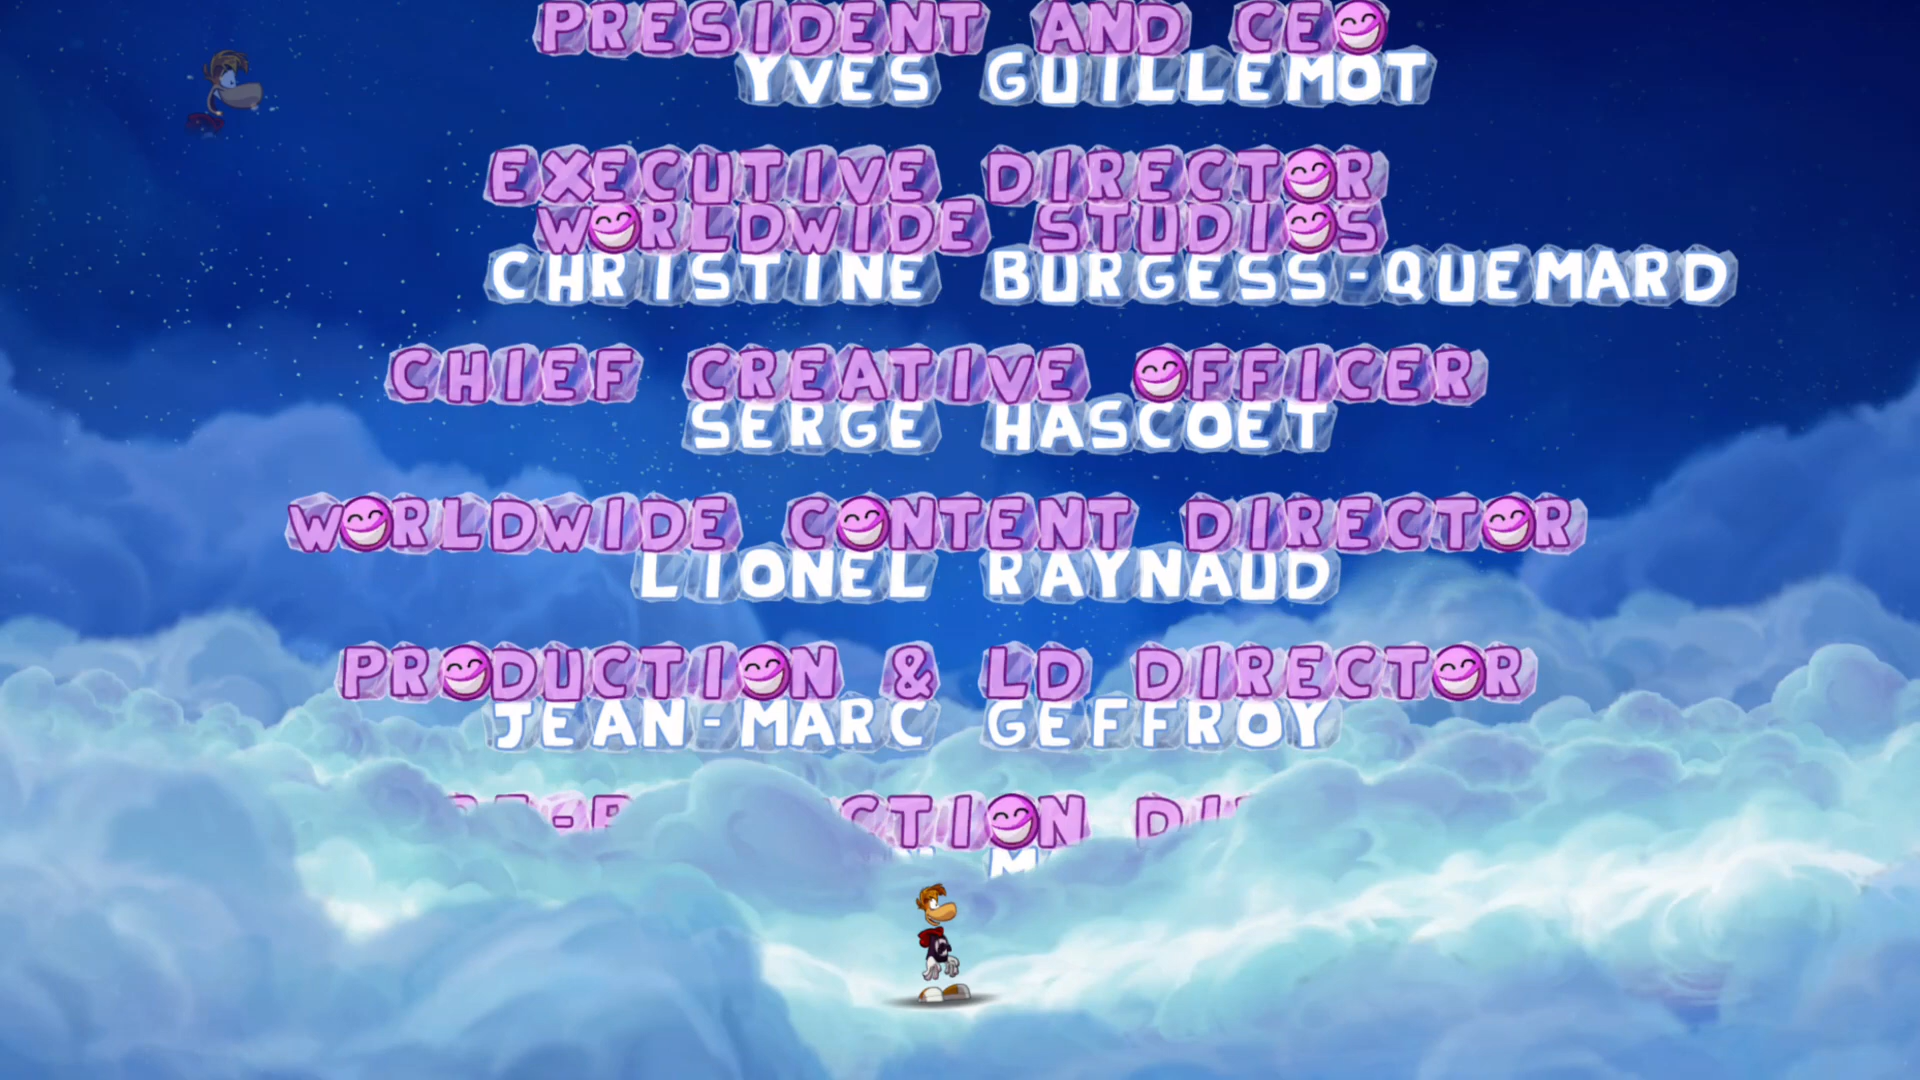 PRESIDENT AND CEO
YVES GUILLEMOT
EXECUTIVE DIRECTOR
WORLDWIDE STUDIOS
CHRISTINE BURGESS-QUEMARD
CHIEF CREATIVE OFFICER
SERGE HASCOET
WORLDWIDE CONTENT DIRECTOR
LIONEL RAYNAUD
PRODUCTION & LD DIRECTOR
JEAN-MARC GEFFROY